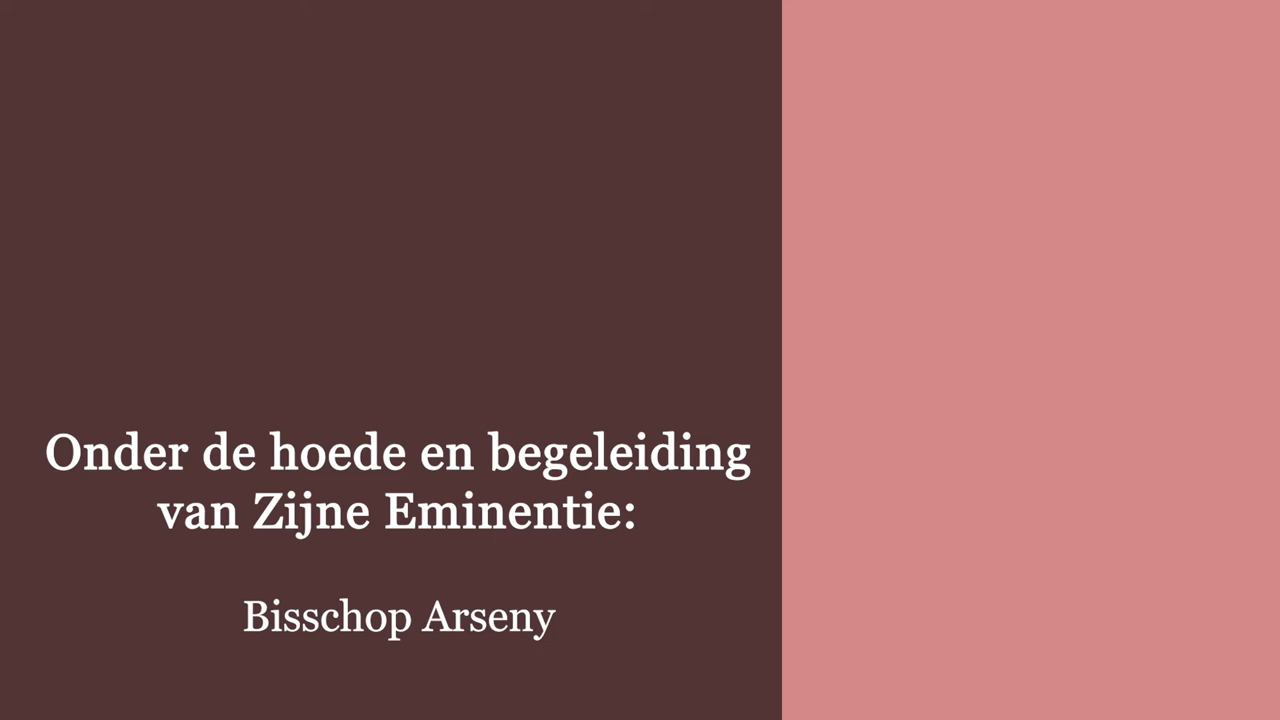 Onder de hoede en begeleiding
van Zijne Eminentie:
Bisschop Arseny